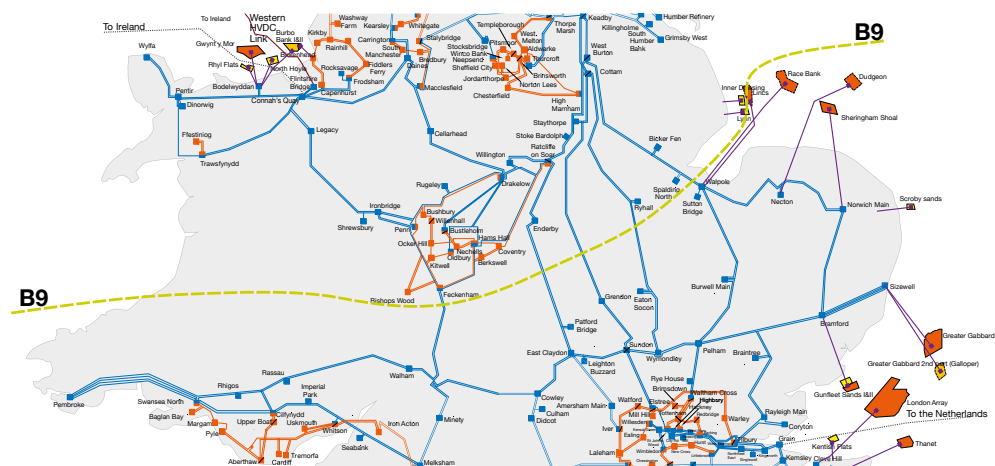 To Ireland
To Ireland
Western
HVDC
Link
Burbo
Bank I&II
Gwynt y Mor
Birkenhead
Rhyl Flats
North Hoyle
Bodelwyddan
Flintshire
Bridge
Connah's Quay
Wylfa
Pentir
Dinorwig
Ffestiniog
Trawsfynydd
Legacy
Washway
Farm
Kirkby
Rainhill
Rocksavage
Capenhurst
Frodsham
Fiddlers
Ferry
Kearsley
Whitegate
Carrington
South
Manchester
Daines
Stalybridge
Bredbury
Macclesfield
Cellarhead
Templeborough
Thorpe
Marsh
West
Melton
Pitsmoor
Aldwarke
Stocksbridge
Winco Bank
Neepsend
Sheffield City
Thurcroft
Brinsworth
Jordanthorpe
Norton Lees
Chesterfield
High
Marnham
Keadby
Killingholme
South
Humber
Bank
Humber Refinery
Grimsby West
West
Burton
Cottam
Staythorpe
Stoke Bardolph
Ratcliffe
on Soar
Willington
Drakelow
Rugeley
Ironbridge
Shrewsbury
Penn
Bushbury
Willenhall
Bustleholm
Ocker Hill
Hams Hall
Nechells
Coventry
Oldbury
Berkswell
Kitwell
Bishops Wood
Feckenham
Enderby
Ryhall
Bicker Fen
Spalding
North
Sutton
Bridge
Walpole
Inner Dowsing
Lincs
Lynn
Race Bank
Dudgeon
Sheringham Shoal
B9
B9
Necton
Norwich Main
Scroby sands
Grendon
Eaton
Socon
Burwell Main
Sizewell
Bramford
Greater Gabbard
Greater Gabbard 2nd part (Galloper)
Gunfleet Sands I&II
London Array
To the Netherlands
Kentish Flats
Thanet
Patford
Bridge
East Claydon
Leighton
Buzzard
Sundon
Wymondley
Pelham
Braintree
Rye House
Brimsdown
Waltham Cross
Highbury
Hackney
Redbridge
Tottenham
Warley
Watford
Elstree
Mill Hill
Willesden
Ealing
Iver
Wimbledon
Laleham
Tilbury
Rayleigh Main
Coryton
Grain
Kemsley
Cleve Hill
Amersham Main
Cowley
Culham
Didcot
Walham
Minety
Melksham
Rassau
Rhigos
Imperial
Park
Pembroke
Swansea North
Baglan Bay
Margam
Pyle
Upper Boat
Cilfynydd
Uskmouth
Whitson
Iron Acton
Seabank
Tremorfa
Cardiff
Aberthaw